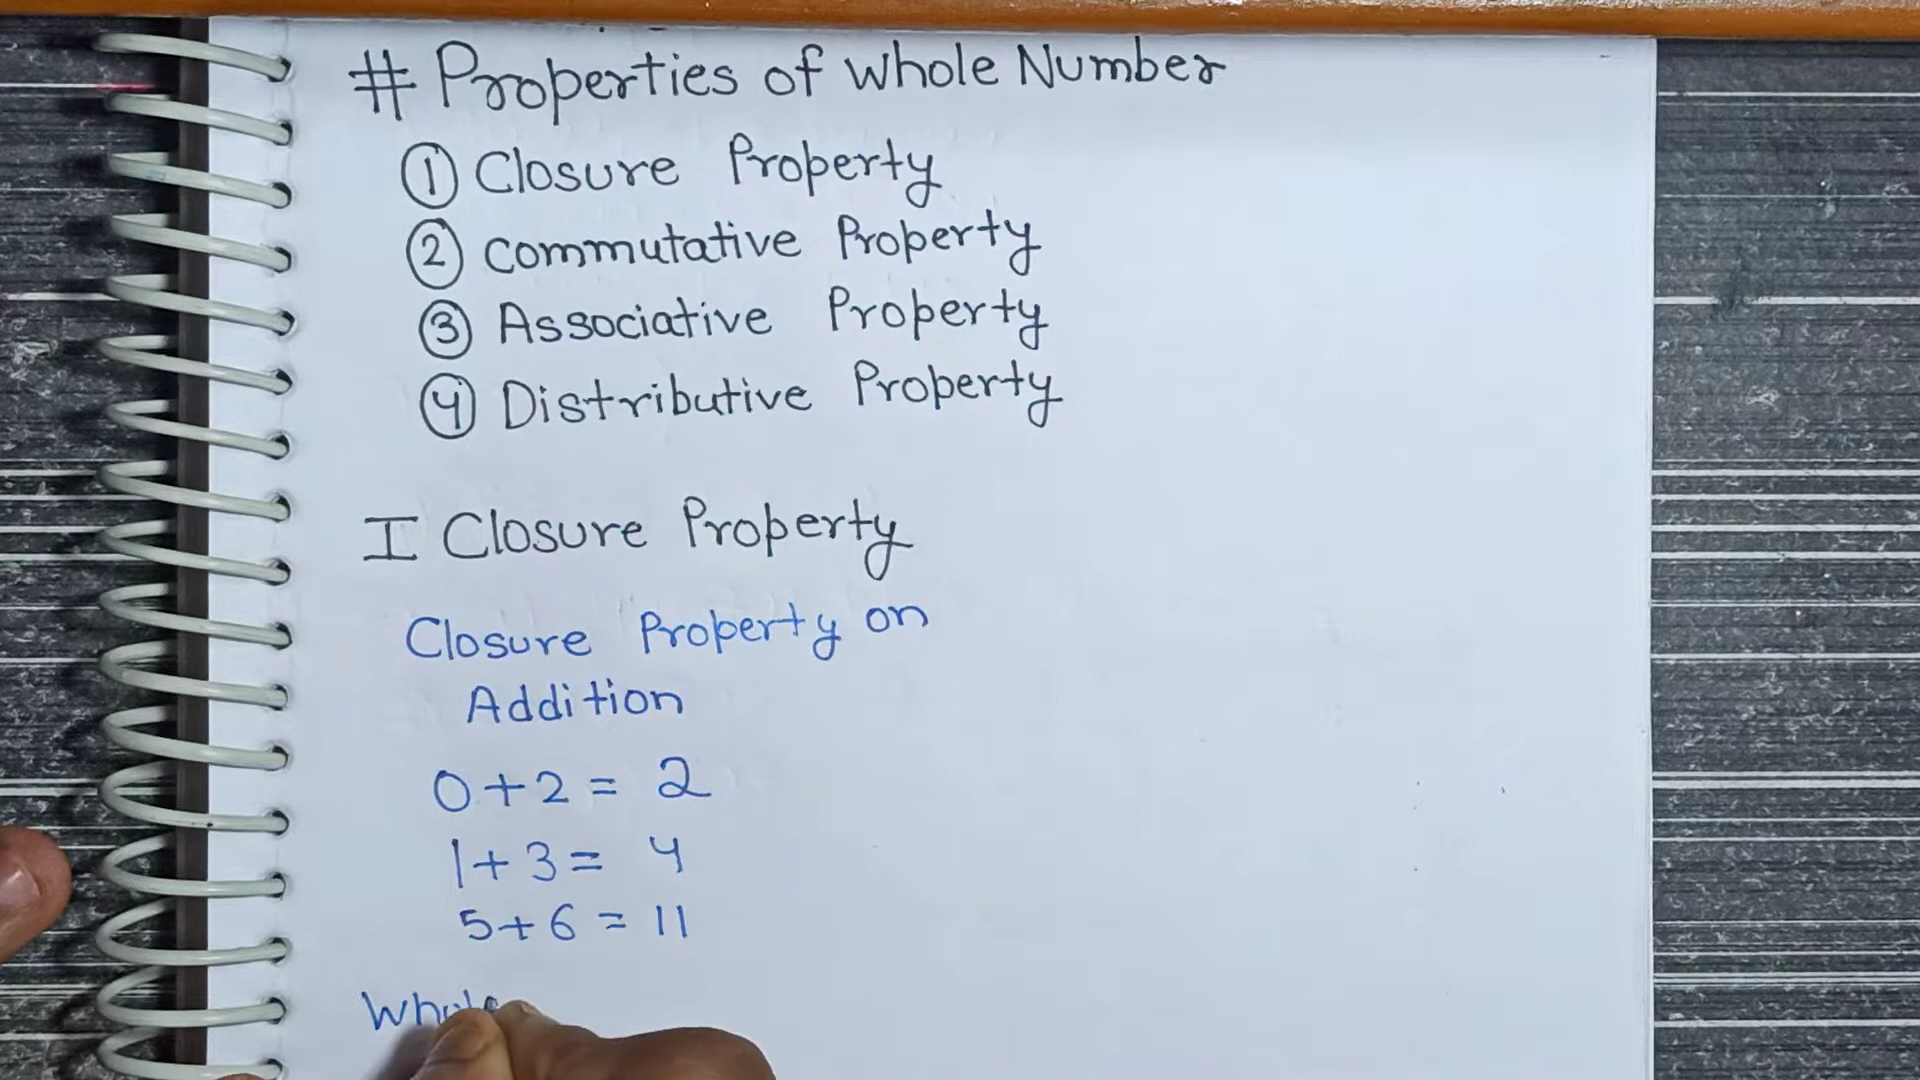 # Properties of Whole Number
① Closure Property
② Commutative Property
③ Associative Property
④ Distributive Property
I Closure Property
Closure Property on
Addition
0+2 = 2
1+3 = 4
5+6 = 11